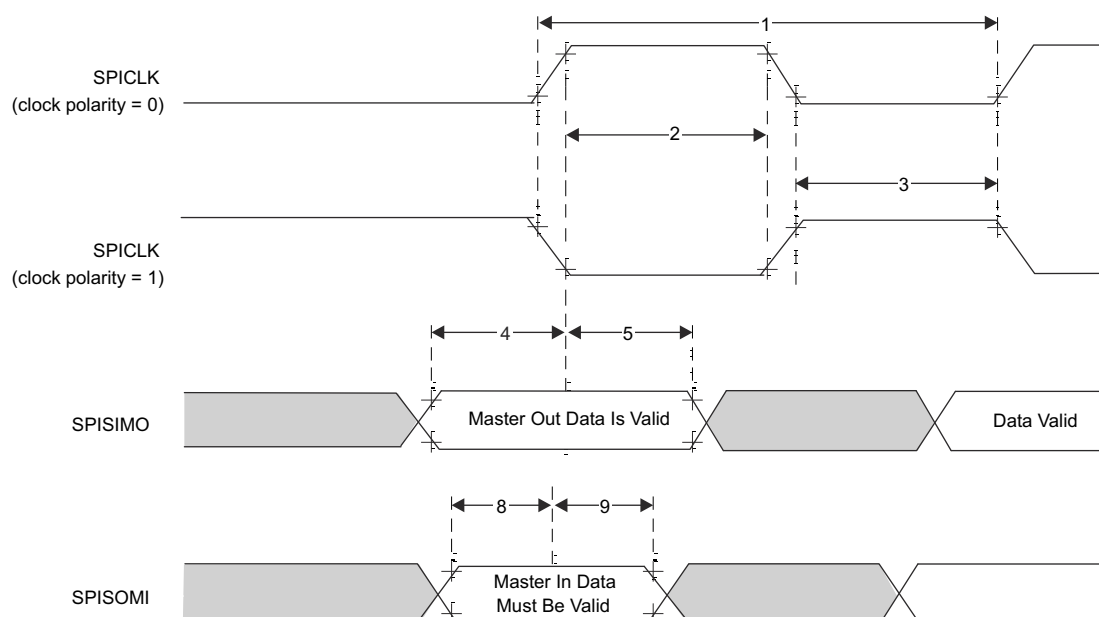 1
SPICLK
(clock polarity = 0)
2
3
SPICLK
(clock polarity = 1)
4
5
SPISIMO
Master Out Data Is Valid
Data Valid
8
9
SPISOMI
Master In Data
Must Be Valid